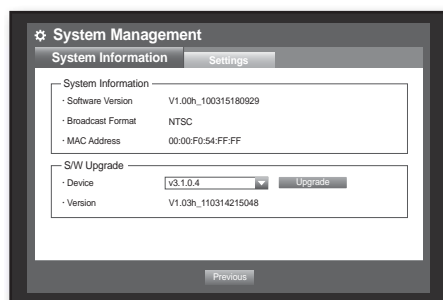 System Management
System Information Settings
System Information
· Software Version V1.00h_100315180929
· Broadcast Format NTSC
· MAC Address 00:00:F0:54:FF:FF
S/W Upgrade
· Device v3.1.0.4 Upgrade
· Version V1.03h_110314215048
Previous